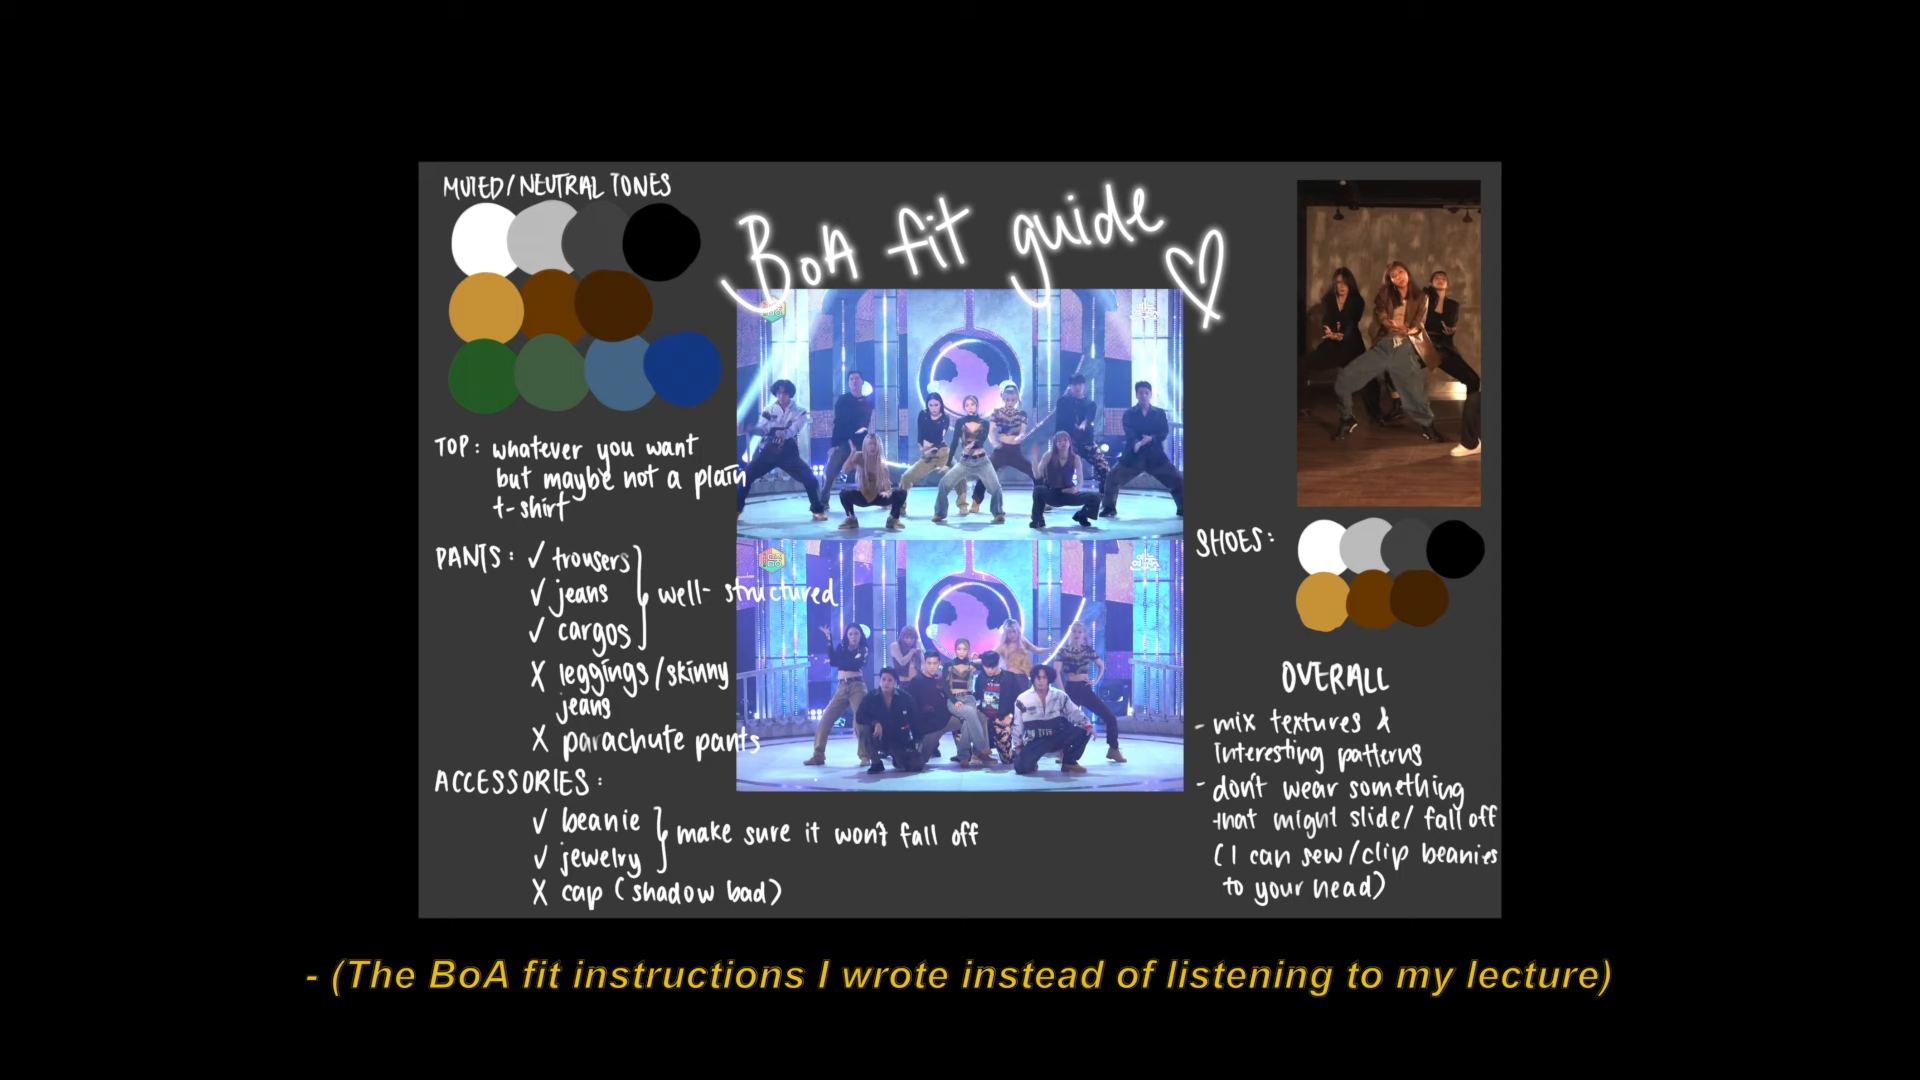 MUTED/NEUTRAL TONES
BoA fit guide
TOP: whatever you want
but maybe not a plain
t-shirt
PANTS: ✓ trousers
✓ jeans
✓ cargos
well-structured
X leggings/skinny
jeans
X parachute pants
ACCESSORIES:
✓ beanie
✓ jewelry
make sure it won't fall off
X cap (shadow bad)
SHOES:
OVERALL
- mix textures &
interesting patterns
- don't wear something
that might slide/fall off
(I can sew/clip beanies
to your head)
- (The BoA fit instructions I wrote instead of listening to my lecture)